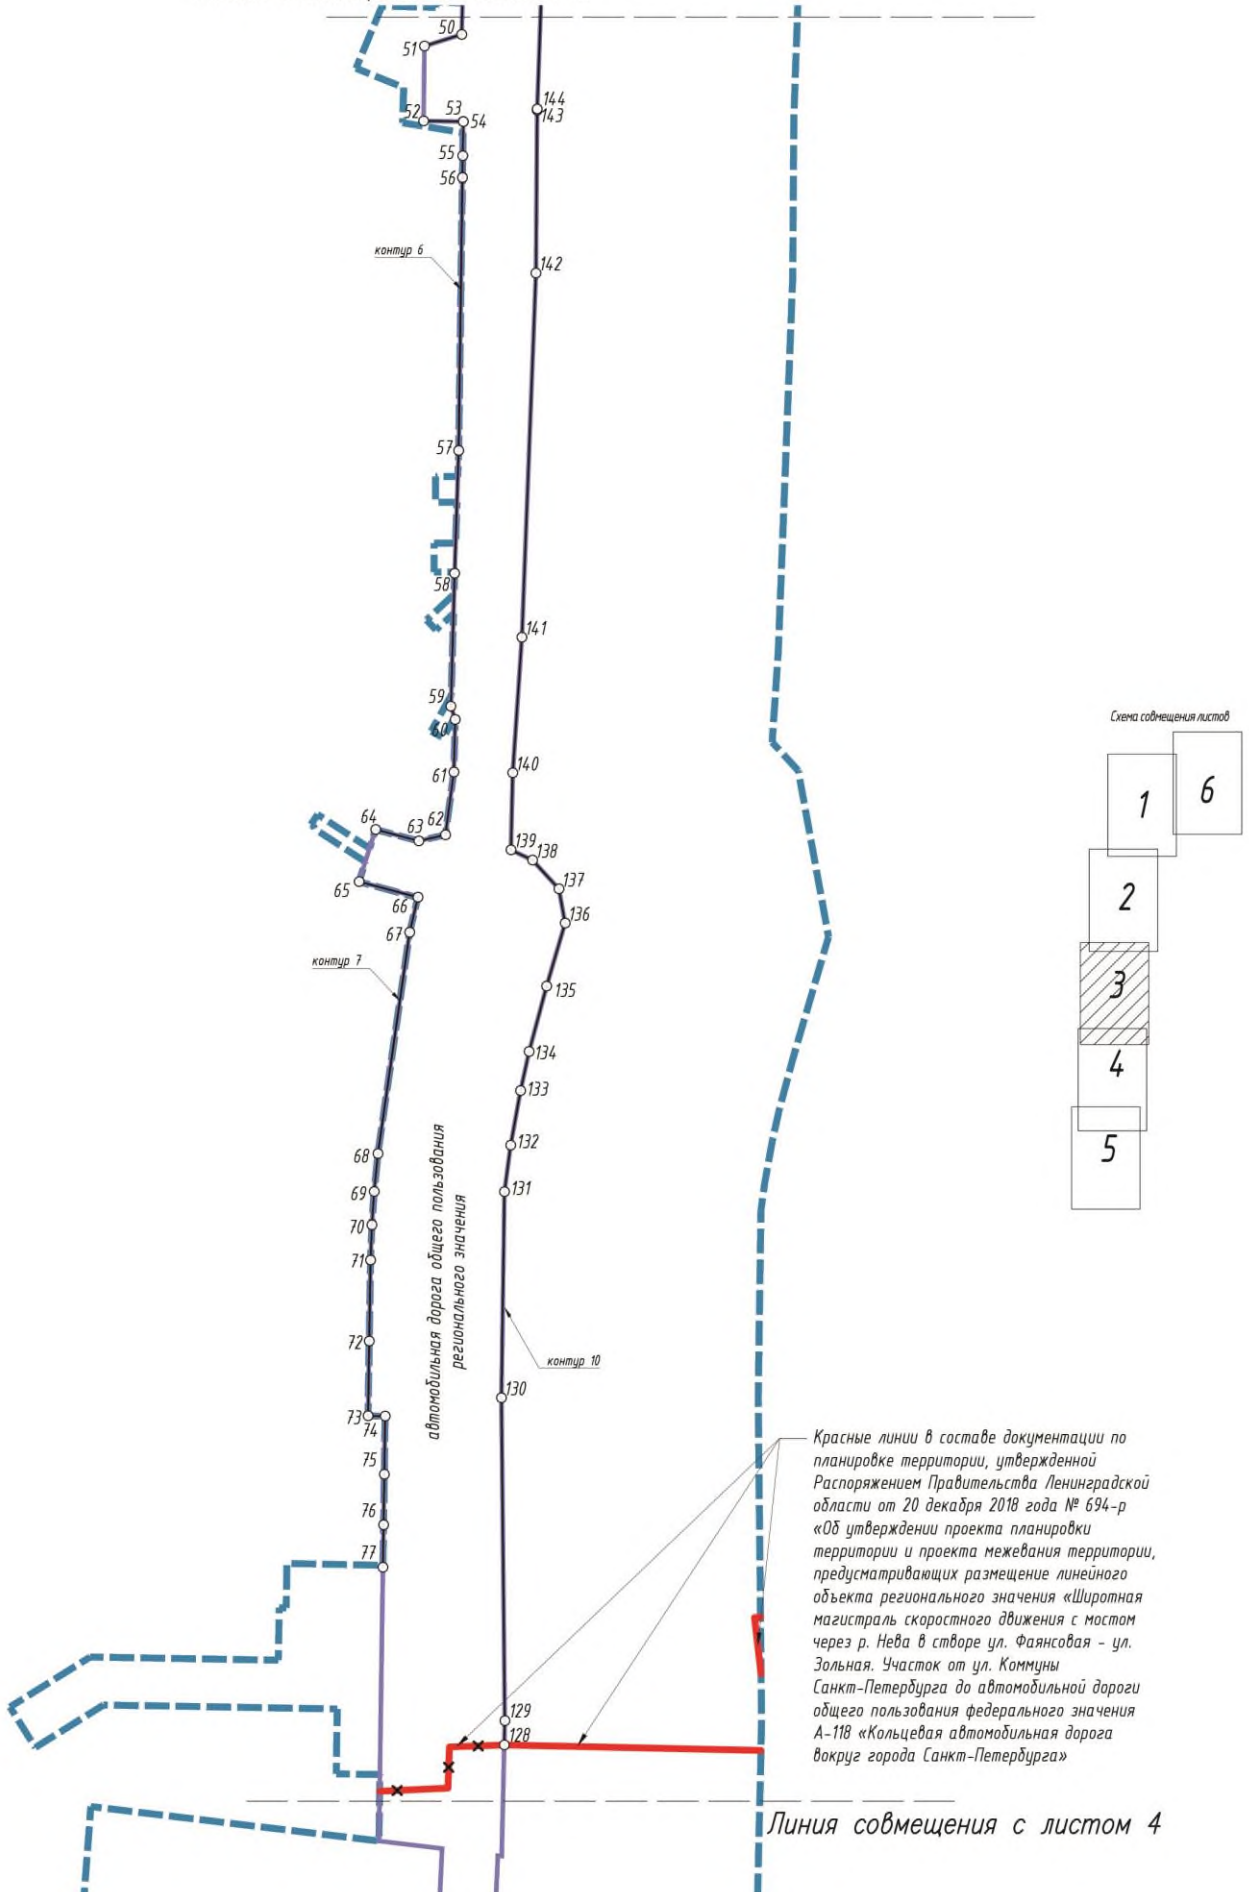 50
51
144
143
52
53
54
55
56
контур 6
142
57
58
141
59
60
61
140
62
63
64
139
138
65
137
66
136
67
контур 7
135
134
133
132
68
131
69
70
71
автомобильная дорога общего пользования
регионального значения
72
контур 10
130
73
74
75
76
77
129
128
Схема совмещения листов
1
6
2
3
4
5
Красные линии в составе документации по
планировке территории, утвержденной
Распоряжением Правительства Ленинградской
области от 20 декабря 2018 года № 694-р
«Об утверждении проекта планировки
территории и проекта межевания территории,
предусматривающих размещение линейного
объекта регионального значения «Широтная
магистраль скоростного движения с мостом
через р. Нева в створе ул. Фаянсовая - ул.
Зольная. Участок от ул. Коммуны
Санкт-Петербурга до автомобильной дороги
общего пользования федерального значения
А-118 «Кольцевая автомобильная дорога
вокруг города Санкт-Петербурга»
Линия совмещения с листом 4